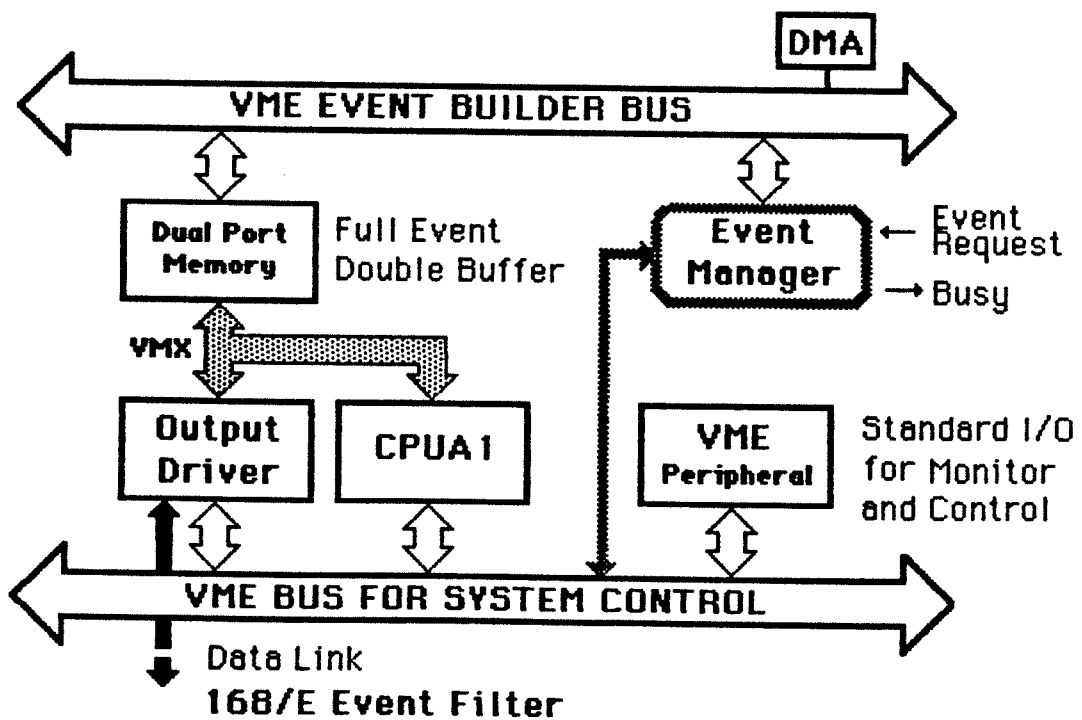 DMA
VME EVENT BUILDER BUS
Dual Port
Memory
Full Event
Double Buffer
Event
Manager
Event
Request
Busy
VMX
Output
Driver
CPUA1
VME
Peripheral
Standard I/O
for Monitor
and Control
VME BUS FOR SYSTEM CONTROL
Data Link
168/E Event Filter